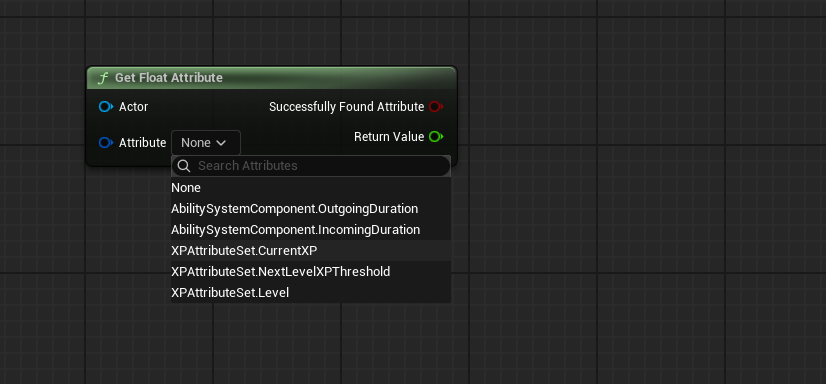 f Get Float Attribute
Actor Successfully Found Attribute
Attribute None Return Value
Search Attributes
None
AbilitySystemComponent.OutgoingDuration
AbilitySystemComponent.IncomingDuration
XPAttributeSet.CurrentXP
XPAttributeSet.NextLevelXPThreshold
XPAttributeSet.Level